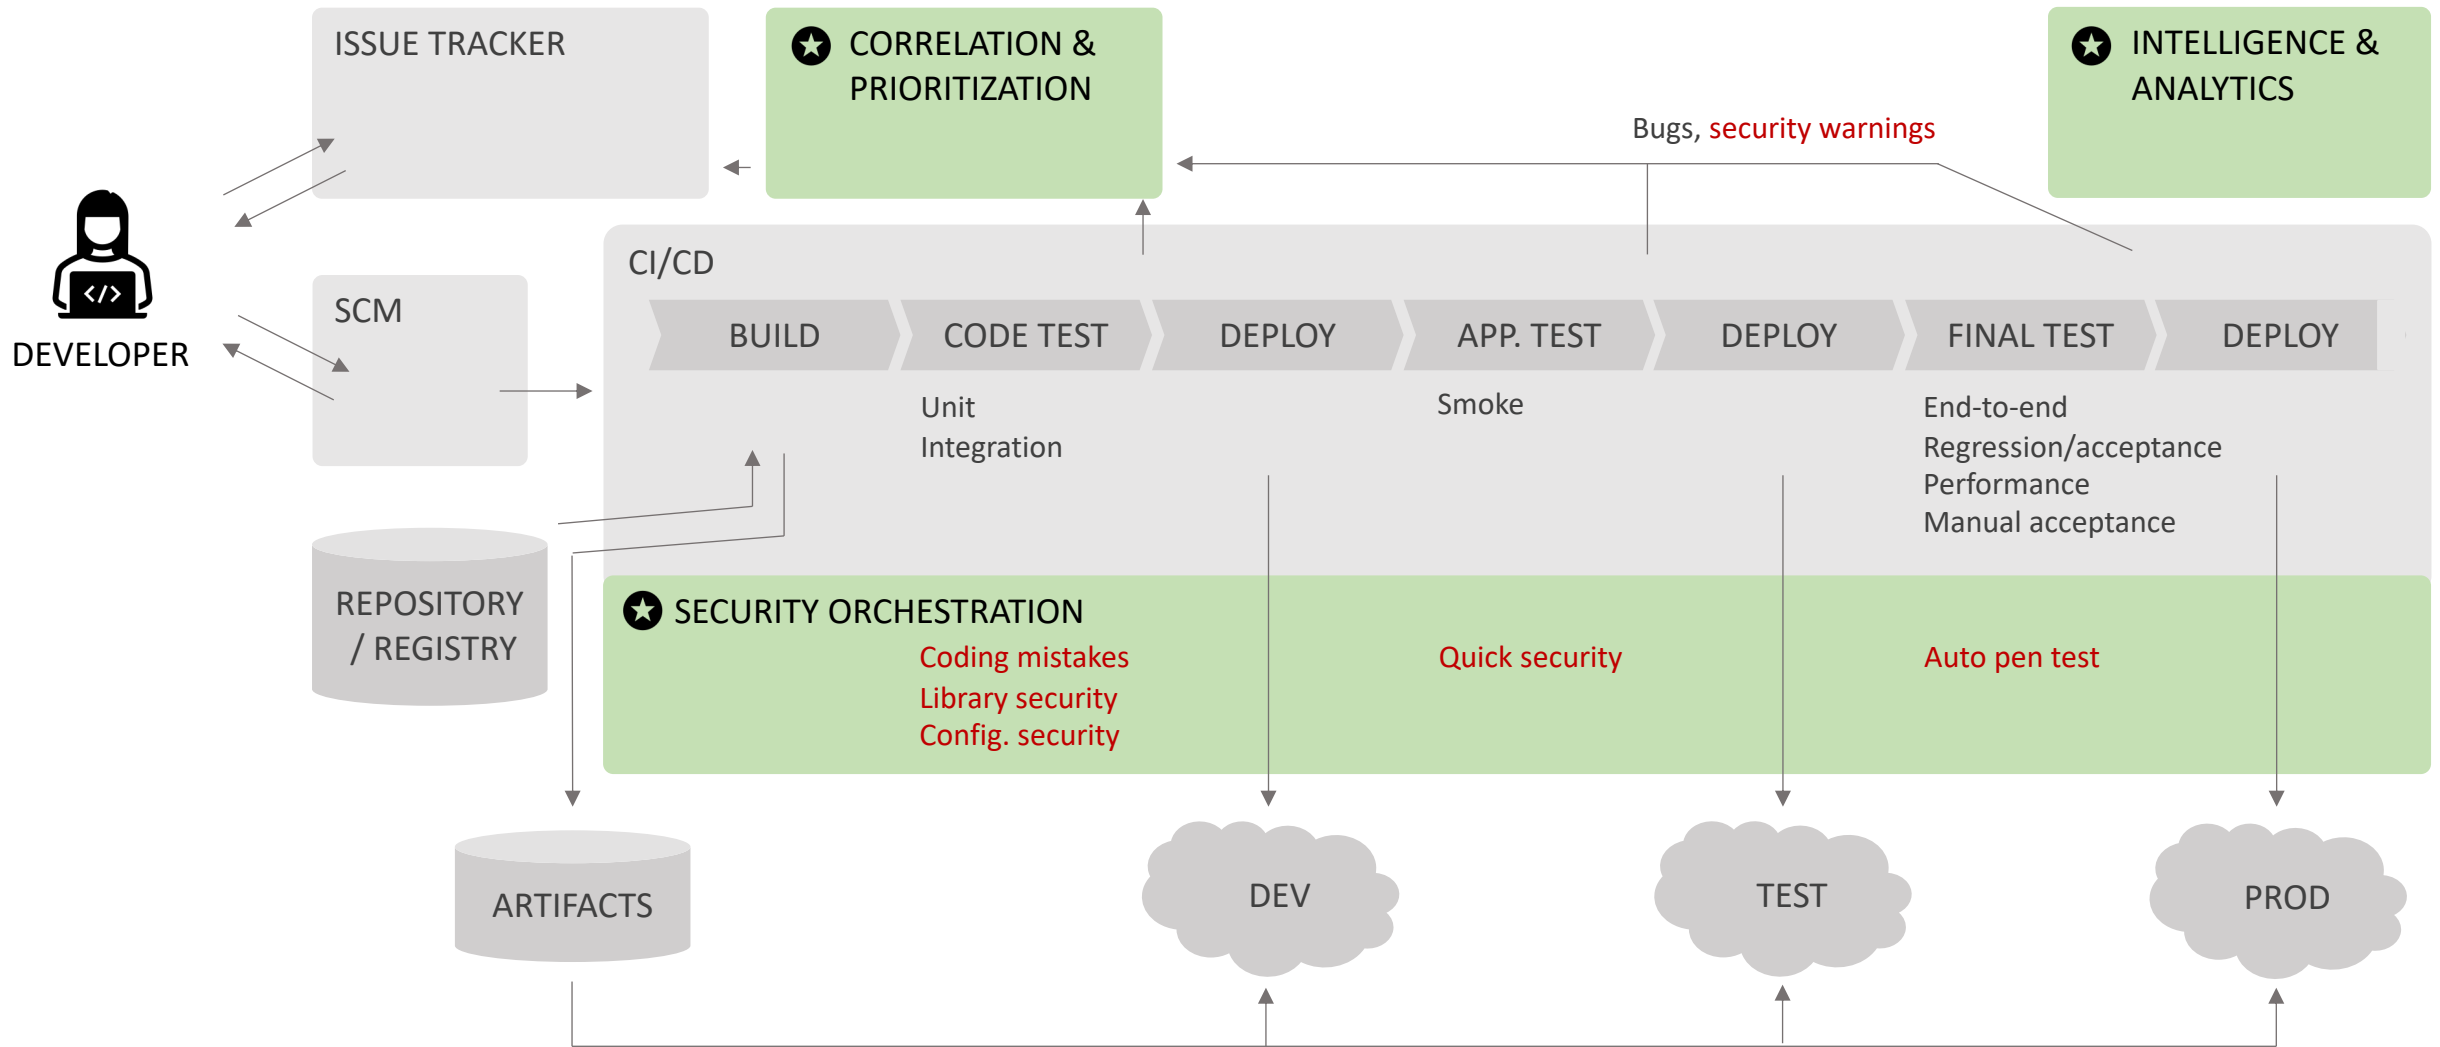 ISSUE TRACKER
CORRELATION &
PRIORITIZATION
INTELLIGENCE &
ANALYTICS
Bugs, security warnings
DEVELOPER
SCM
CI/CD
BUILD
CODE TEST
DEPLOY
APP. TEST
DEPLOY
FINAL TEST
DEPLOY
Unit
Integration
Smoke
End-to-end
Regression/acceptance
Performance
Manual acceptance
REPOSITORY
/ REGISTRY
SECURITY ORCHESTRATION
Coding mistakes
Library security
Config. security
Quick security
Auto pen test
ARTIFACTS
DEV
TEST
PROD